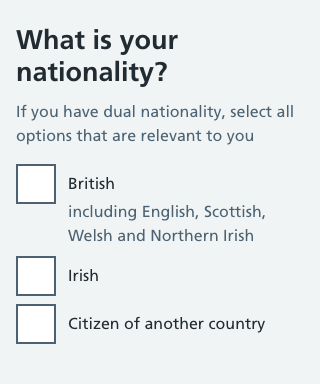 What is your
nationality?
If you have dual nationality, select all
options that are relevant to you
British
including English, Scottish,
Welsh and Northern Irish
Irish
Citizen of another country